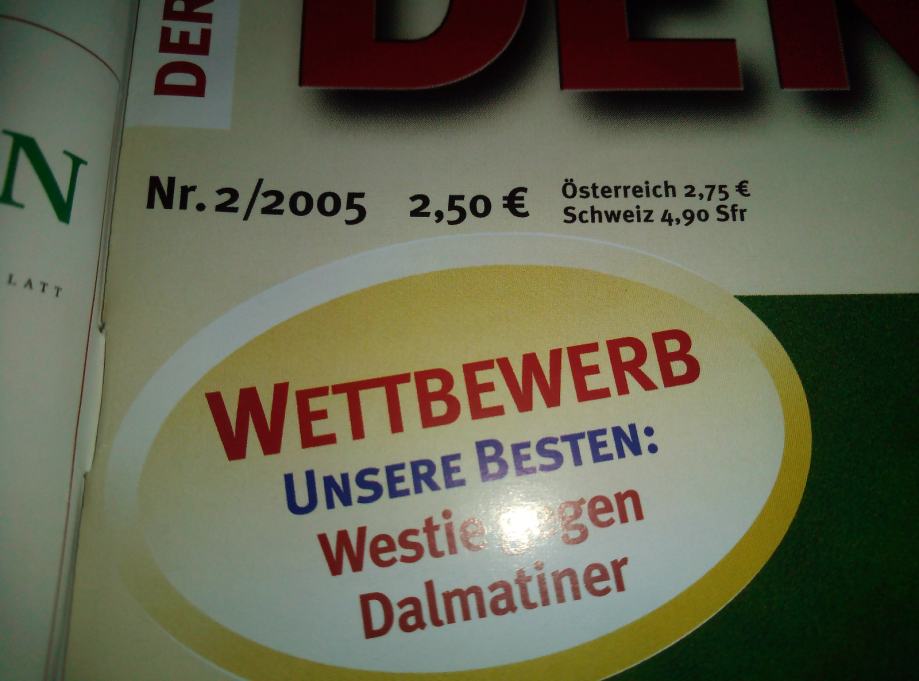 DER
N
LATT
Nr. 2/2005 2,50 €
Österreich 2,75 €
Schweiz 4,90 Sfr
WETTBEWERB
UNSERE BESTEN:
Westie gegen
Dalmatiner